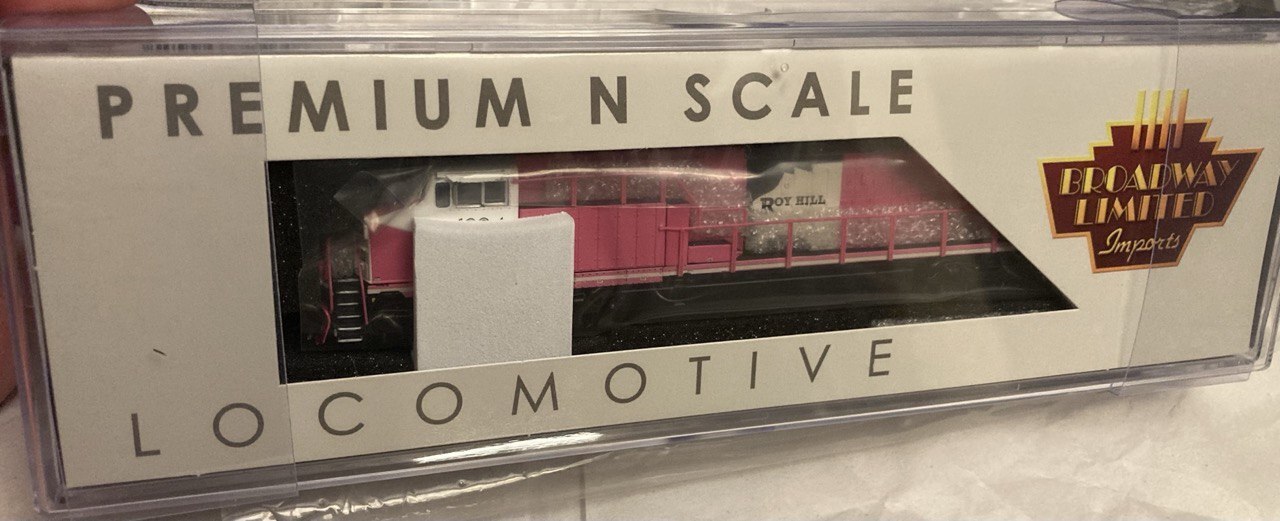 PREMIUM N SCALE
ROY HILL
BROADWAY
LIMITED
Imports
LOCOMOTIVE